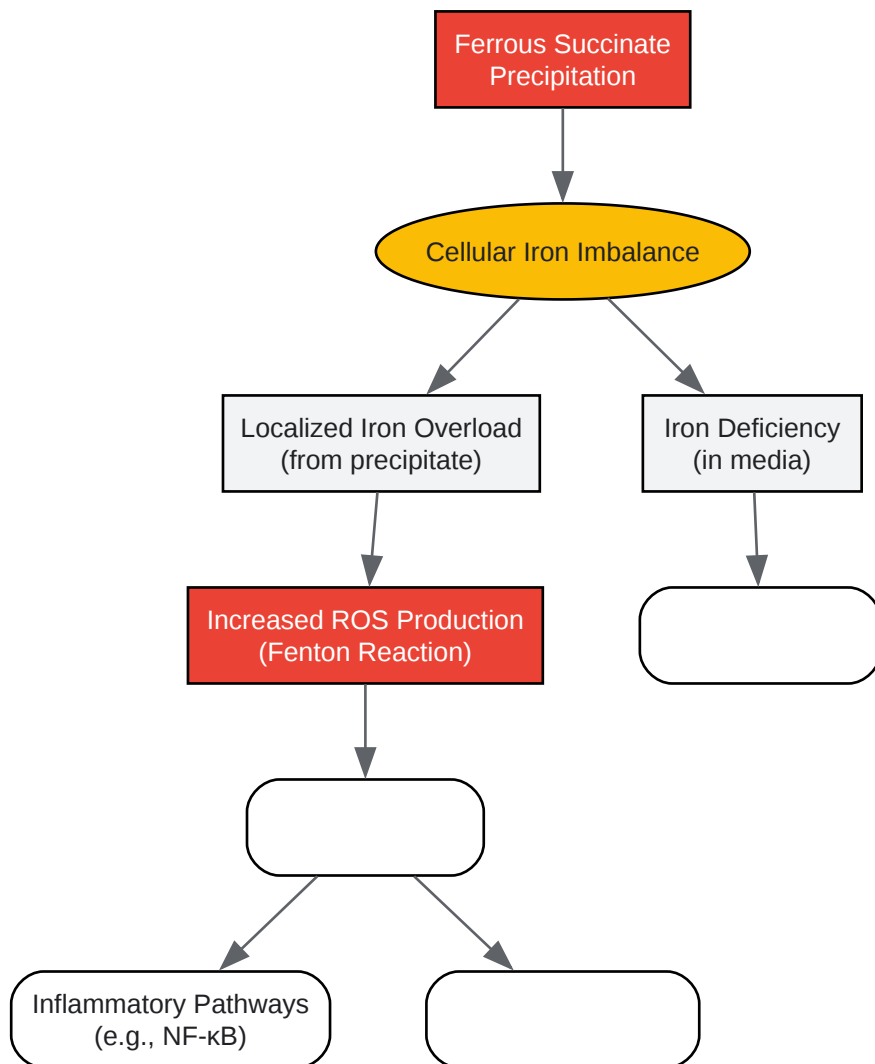 Ferrous Succinate
Precipitation
Cellular Iron Imbalance
Localized Iron Overload
(from precipitate)
Iron Deficiency
(in media)
Increased ROS Production
(Fenton Reaction)
Inflammatory Pathways
(e.g., NF-κB)